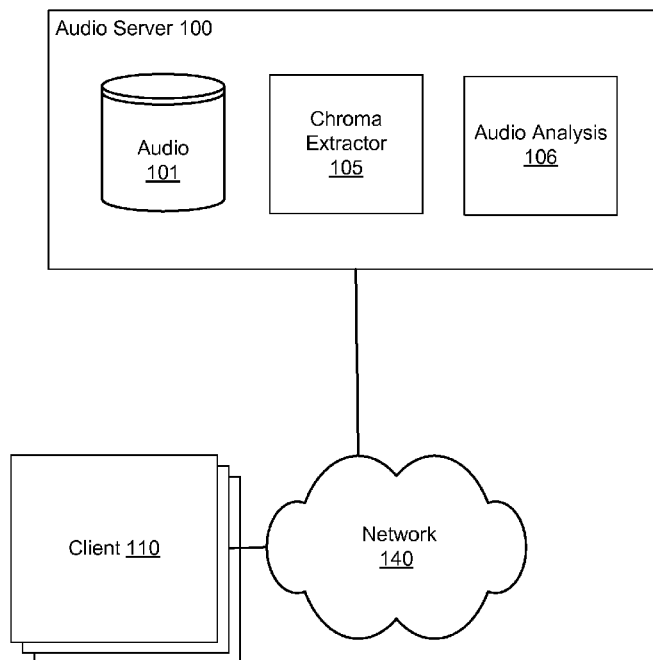 Audio Server 100
Audio
101
Chroma
Extractor
105
Audio Analysis
106
Client 110
Network
140